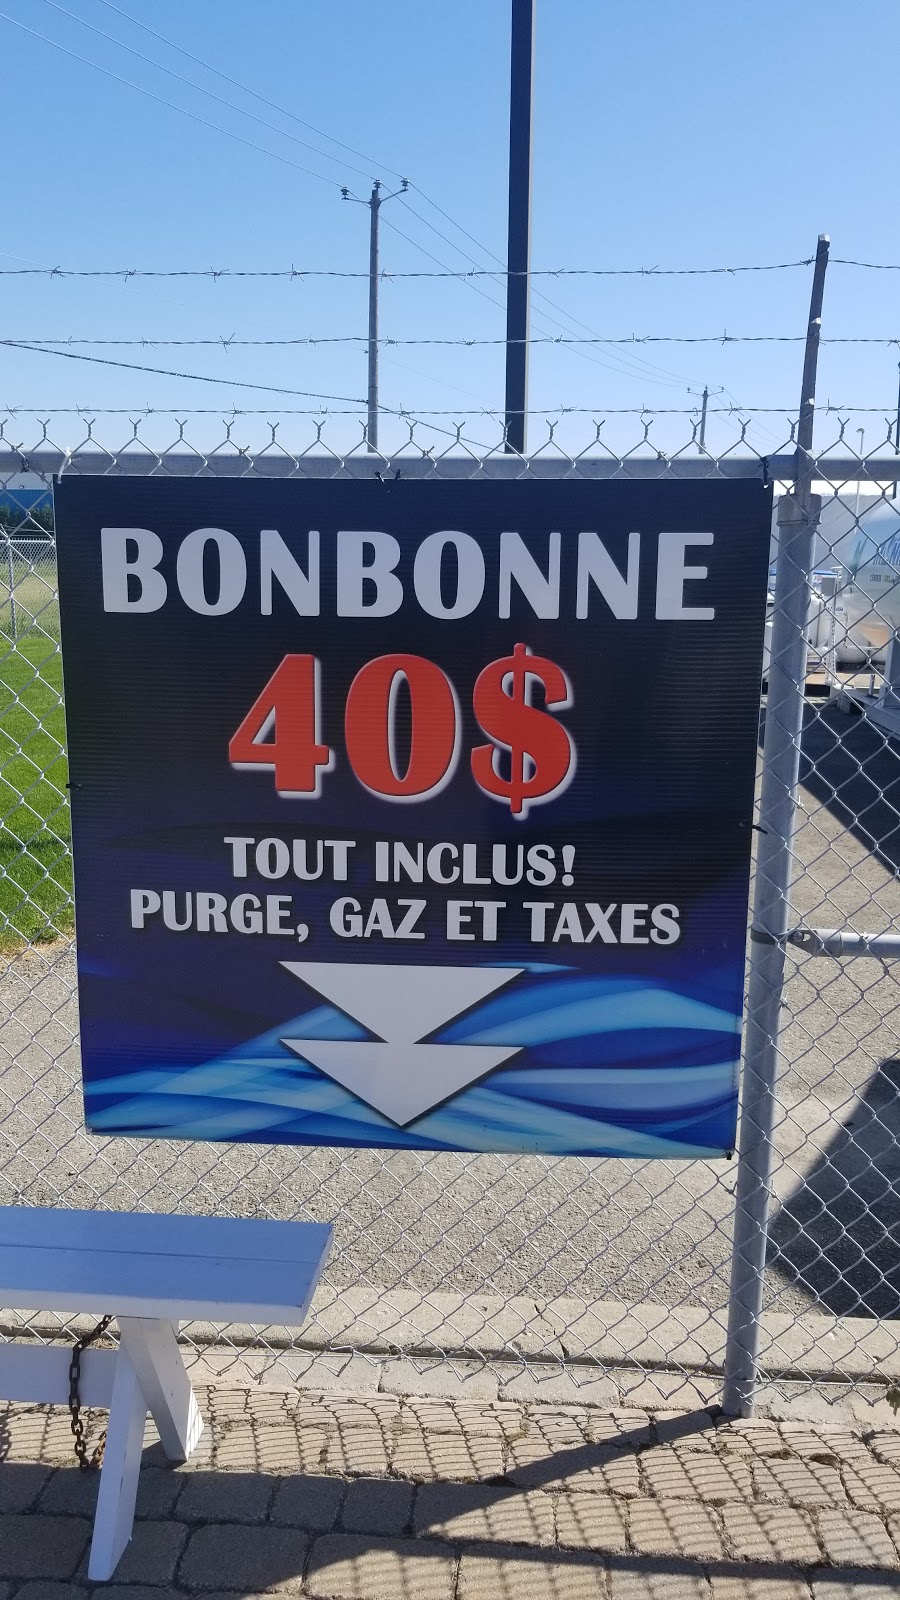 BONBONNE
40$
TOUT INCLUS!
PURGE, GAZ ET TAXES